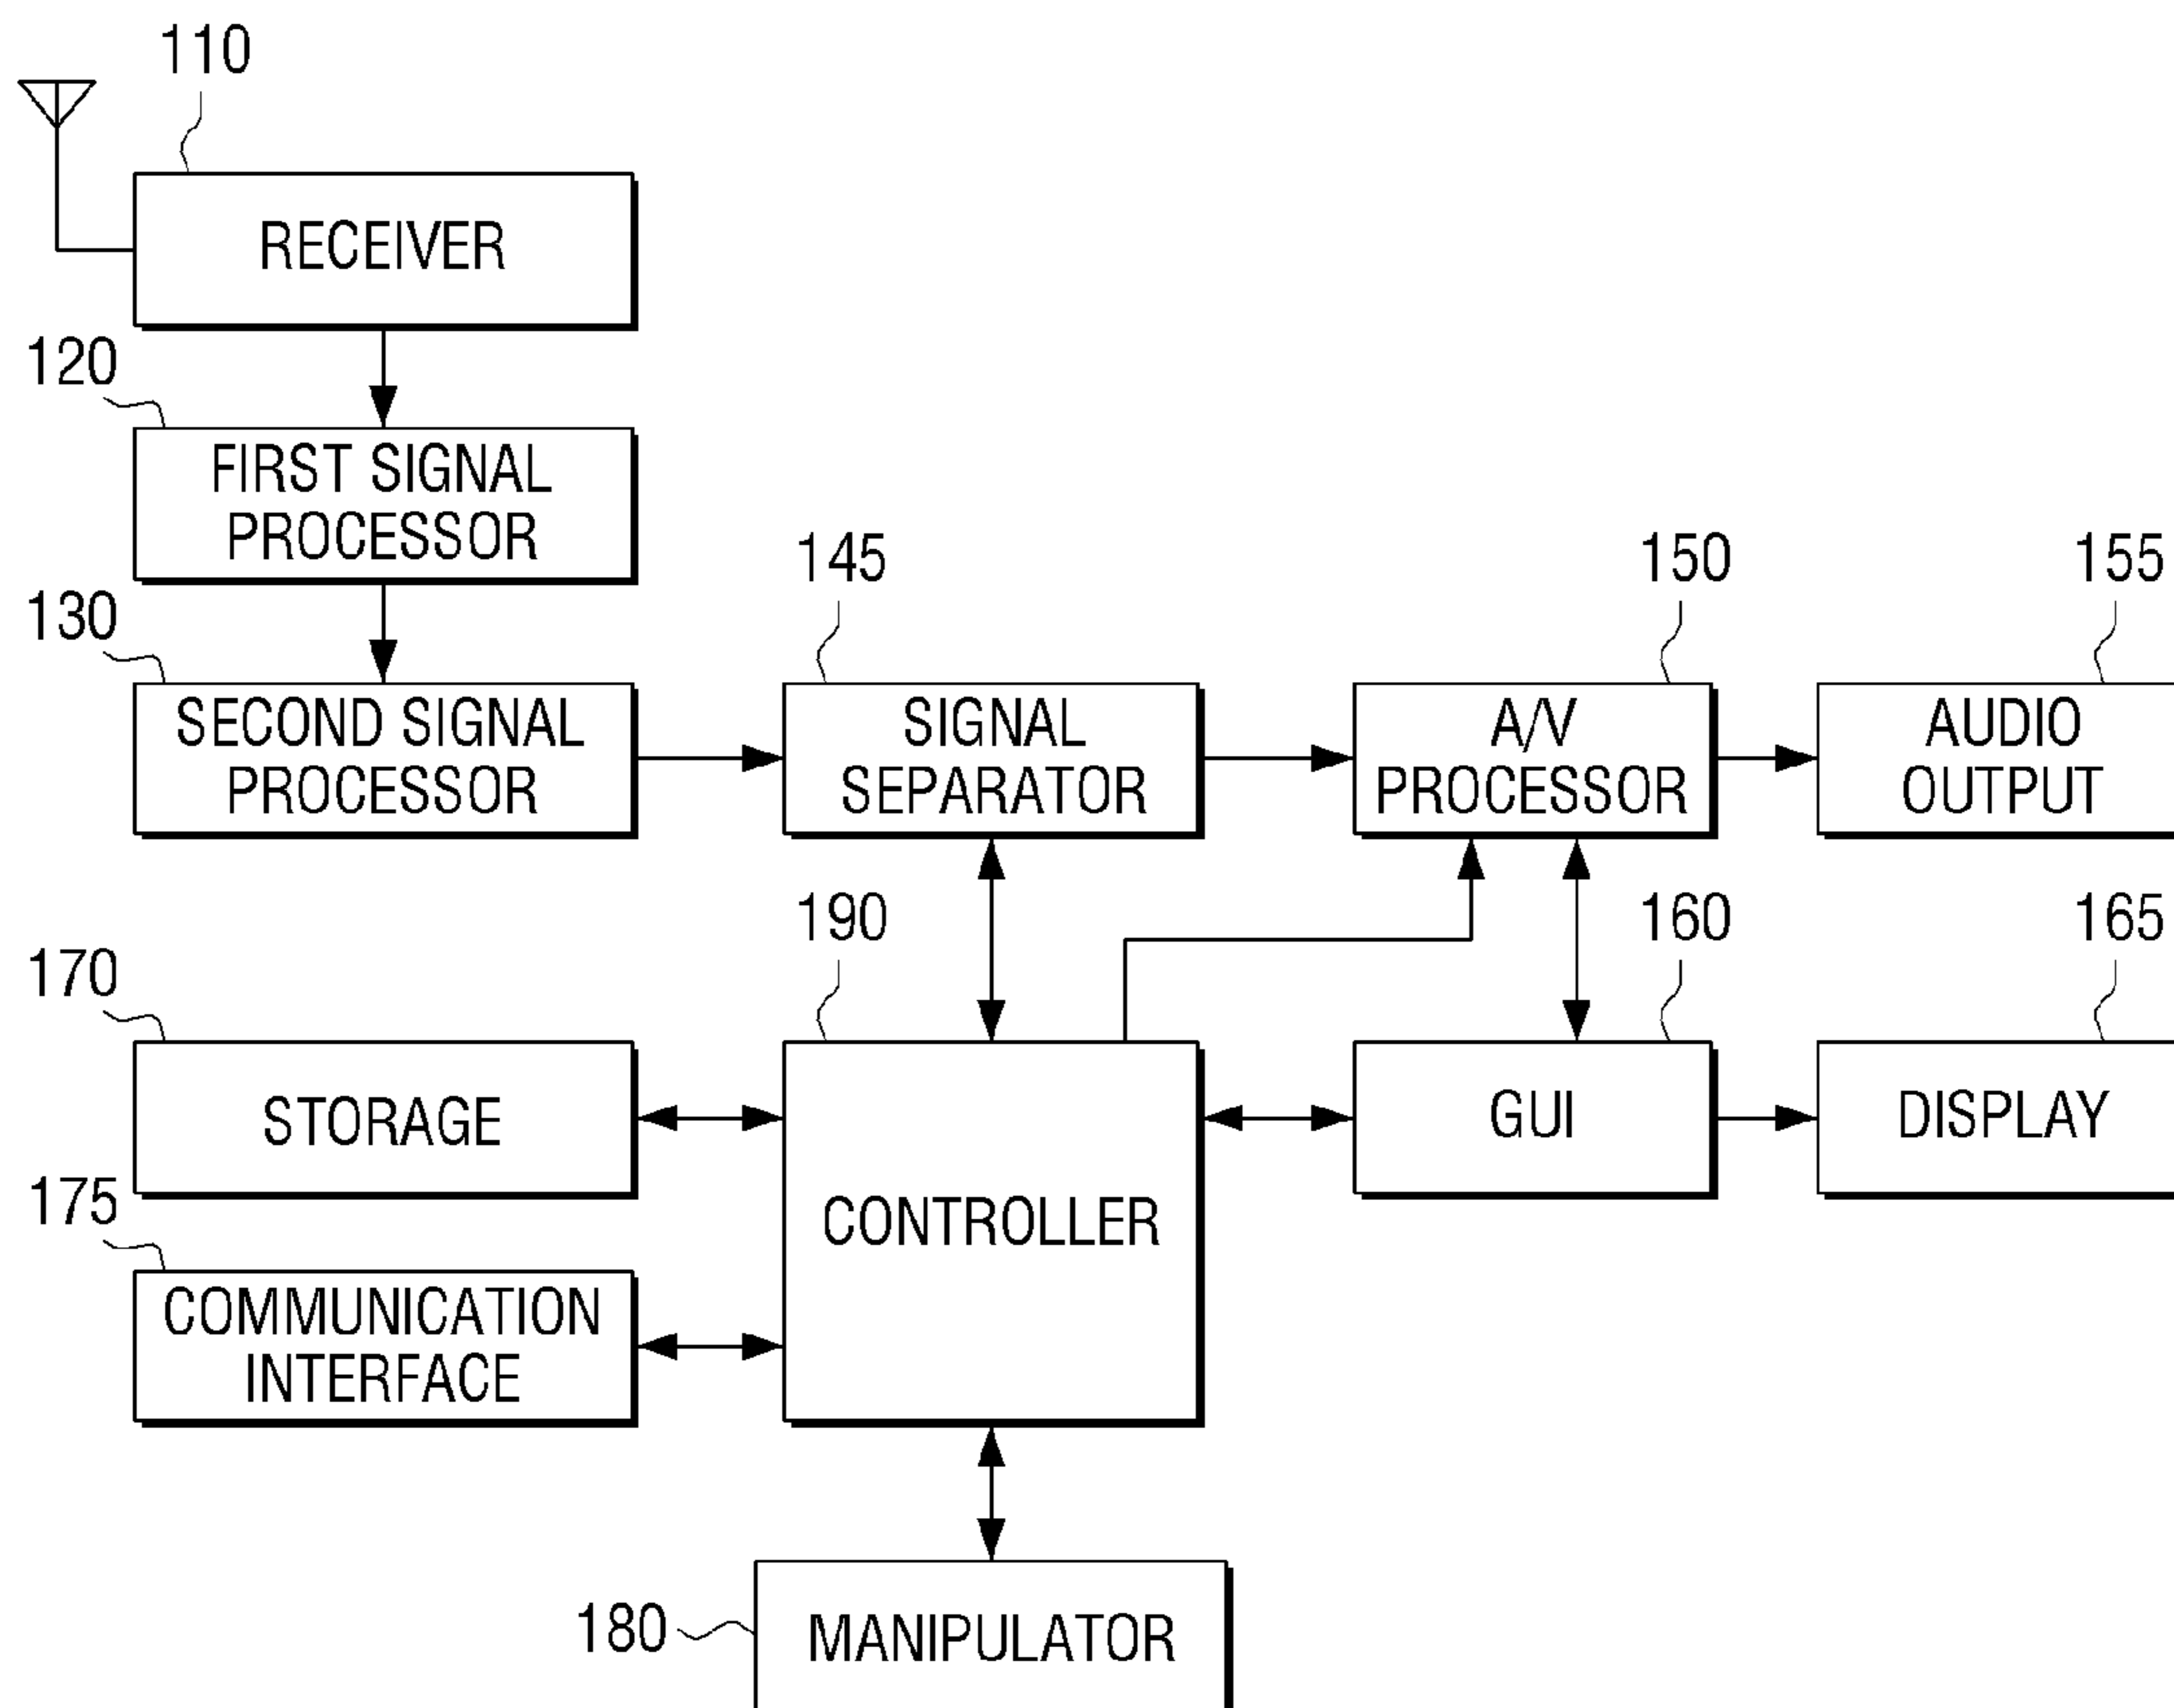 110
RECEIVER
120
FIRST SIGNAL
PROCESSOR
130
SECOND SIGNAL
PROCESSOR
145
SIGNAL
SEPARATOR
150
A/V
PROCESSOR
155
AUDIO
OUTPUT
170
STORAGE
190
CONTROLLER
160
GUI
165
DISPLAY
175
COMMUNICATION
INTERFACE
180
MANIPULATOR